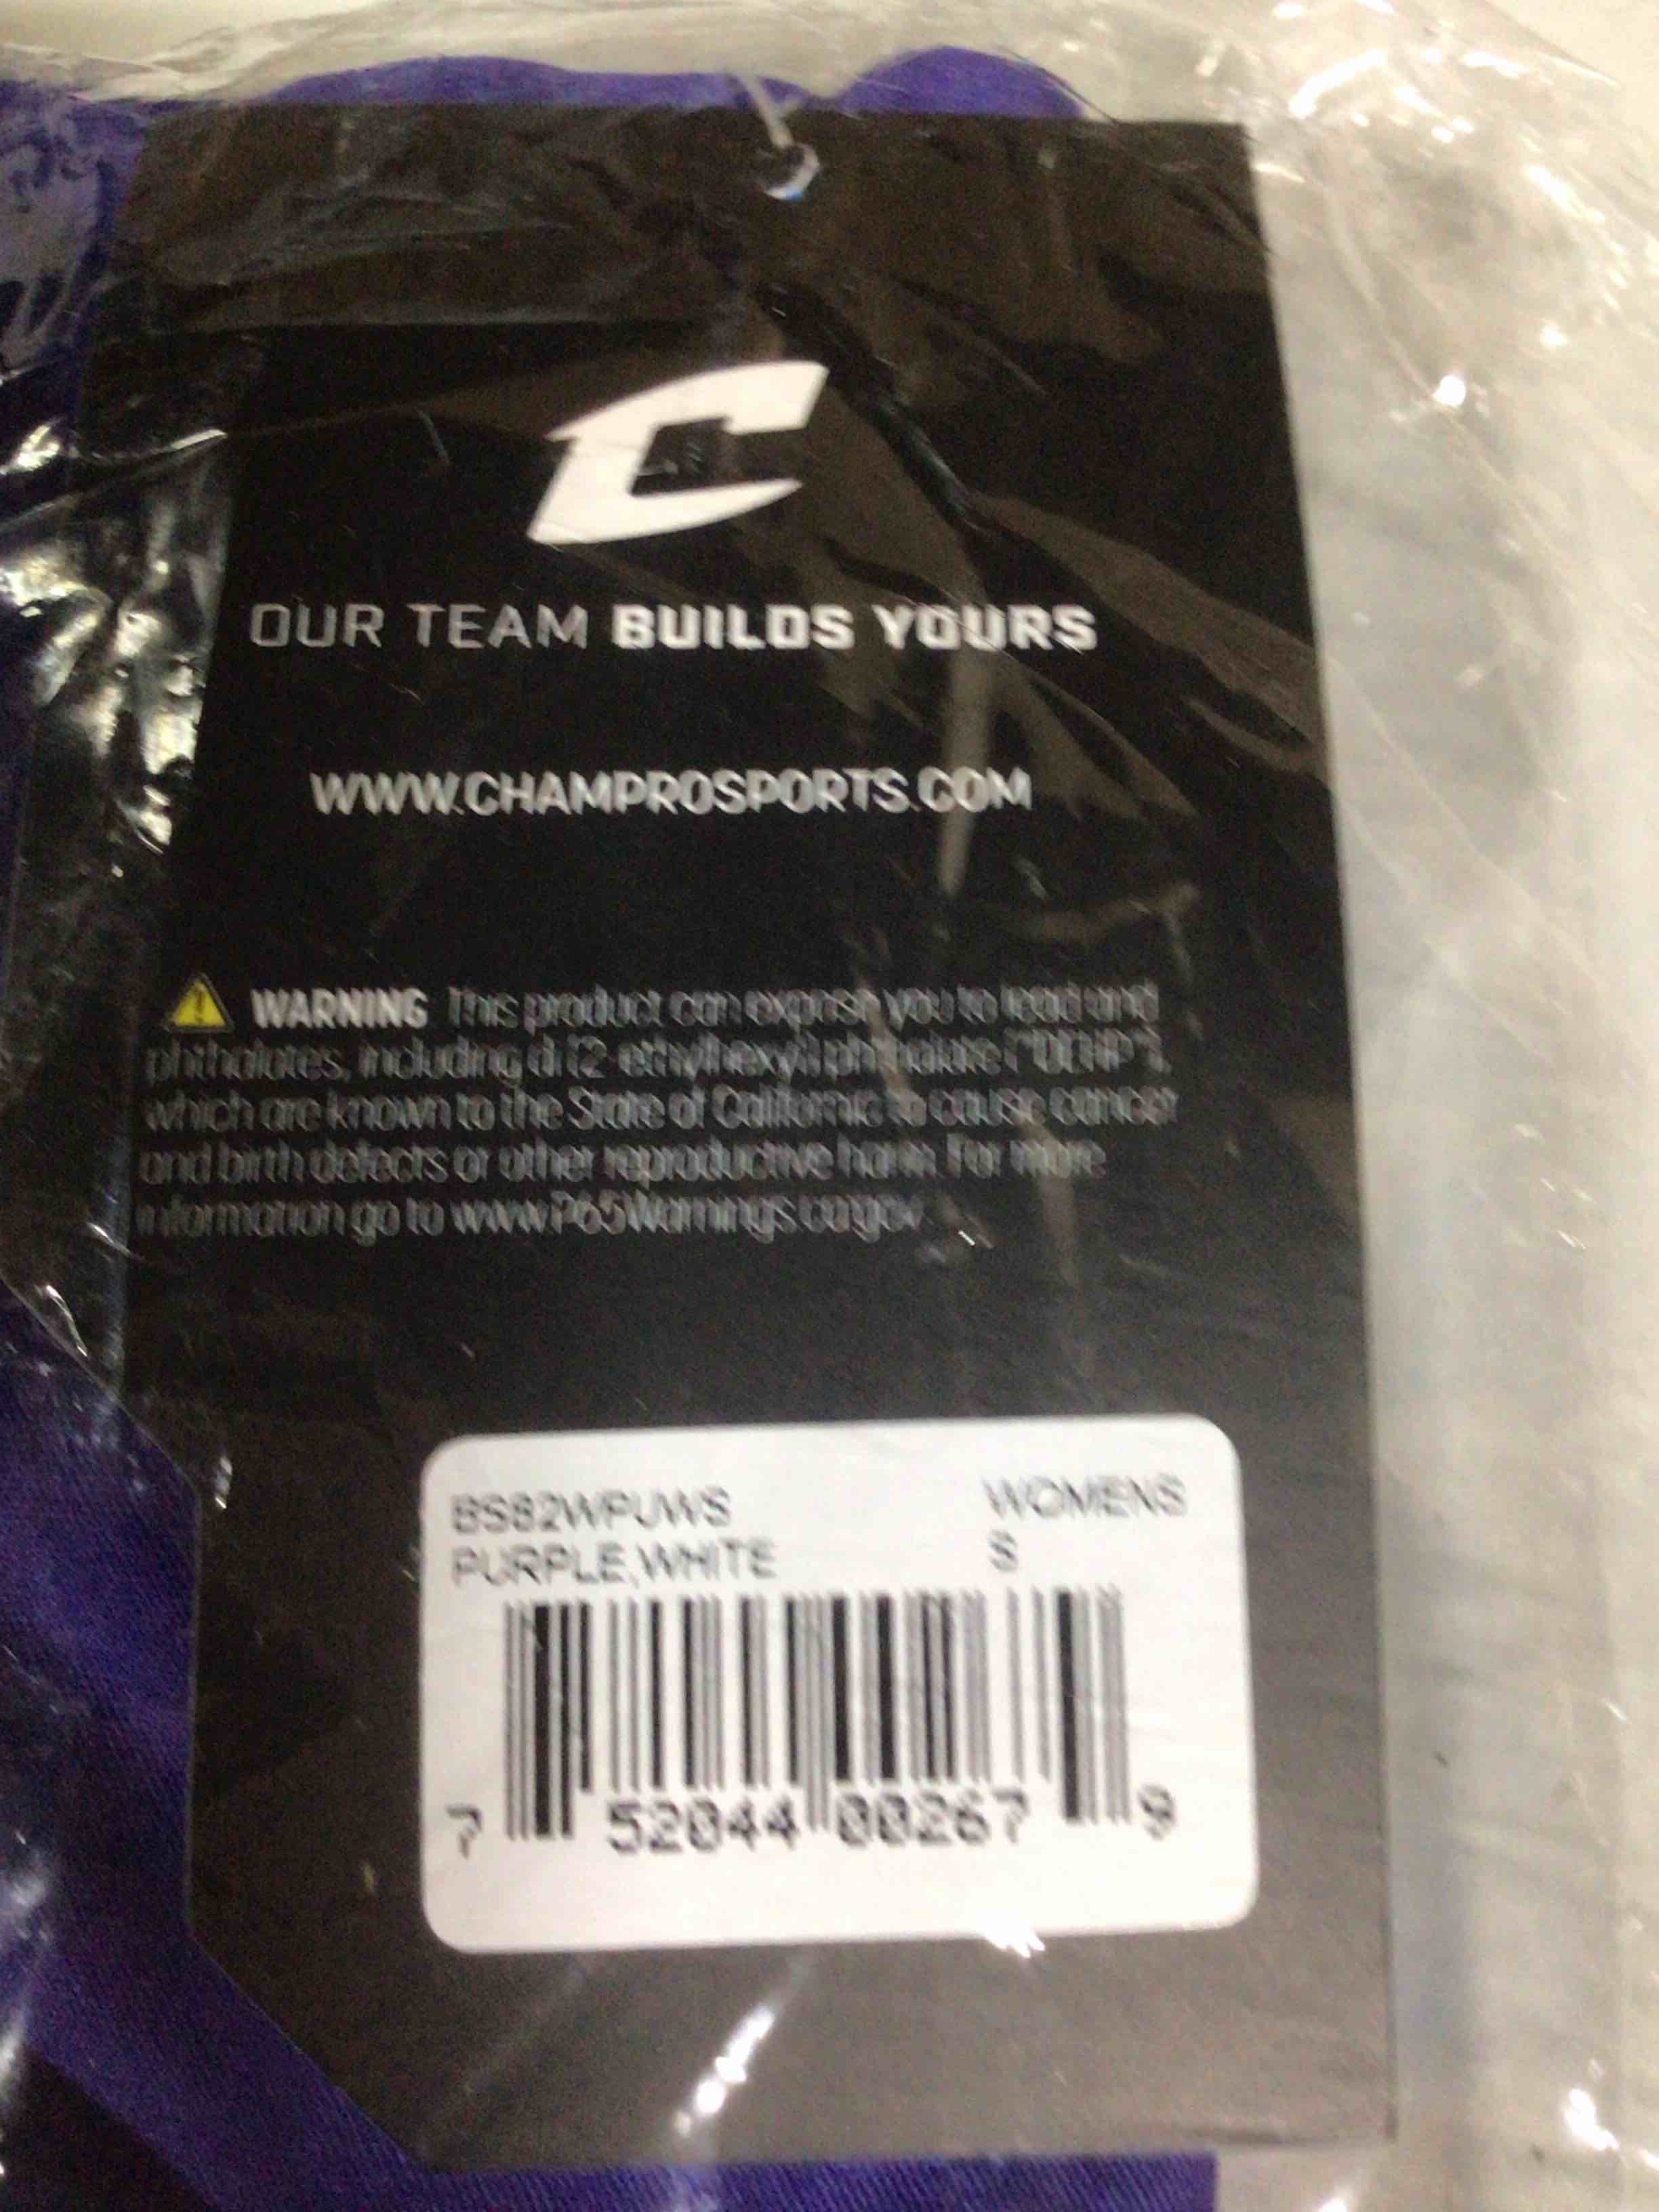 C
OUR TEAM BUILDS YOURS
WWW.CHAMPROSPORTS.COM
WARNING This product can expose you to lead and
phthalates, including di (2-ethylhexyl) phthalate ("DEHP"),
which are known to the State of California to cause cancer
and birth defects or other reproductive harm. For more
information go to www.P65Warnings.ca.gov
BS82WPUWS WOMENS
PURPLE,WHITE S
7 52044 00267 9